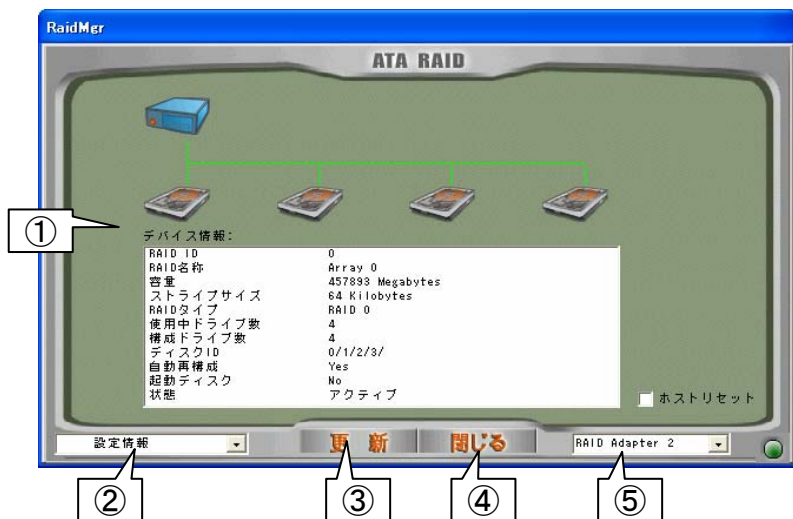 RaidMgr
ATA RAID
①
デバイス情報:
RAID ID 0
RAID名称 Array 0
容量 457893 Megabytes
ストライプサイズ 64 Kilobytes
RAIDタイプ RAID 0
使用中ドライブ数 4
構成ドライブ数 4
ディスクID 0/1/2/3/
自動再構成 Yes
起動ディスク No
状態 アクティブ
ホストリセット
設定情報
更 新
閉じる
RAID Adapter 2
②
③
④
⑤